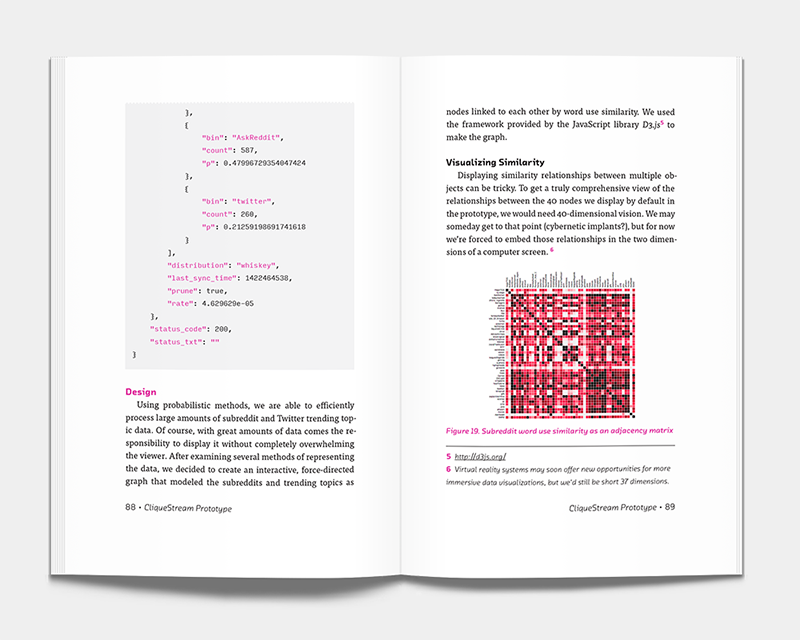 },
{
"bin": "AskReddit",
"count": 587,
"p": 0.47996729354047424
},
{
"bin": "twitter",
"count": 260,
"p": 0.21259198691741618
}
],
"distribution": "whiskey",
"last_sync_time": 1422464538,
"prune": true,
"rate": 4.629629e-05
},
"status_code": 200,
"status_txt": ""
}
Design
Using probabilistic methods, we are able to efficiently
process large amounts of subreddit and Twitter trending top-
ic data. Of course, with great amounts of data comes the re-
sponsibility to display it without completely overwhelming
the viewer. After examining several methods of representing
the data, we decided to create an interactive, force-directed
graph that modeled the subreddits and trending topics as
88 • CliqueStream Prototype
nodes linked to each other by word use similarity. We used
the framework provided by the JavaScript library D3.js5 to
make the graph.
Visualizing Similarity
Displaying similarity relationships between multiple ob-
jects can be tricky. To get a truly comprehensive view of the
relationships between the 40 nodes we display by default in
the prototype, we would need 40-dimensional vision. We may
someday get to that point (cybernetic implants?), but for now
we're forced to embed those relationships in the two dimen-
sions of a computer screen. 6
Figure 19. Subreddit word use similarity as an adjacency matrix
5 http://d3js.org/
6 Virtual reality systems may soon offer new opportunities for more
immersive data visualizations, but we'd still be short 37 dimensions.
CliqueStream Prototype • 89